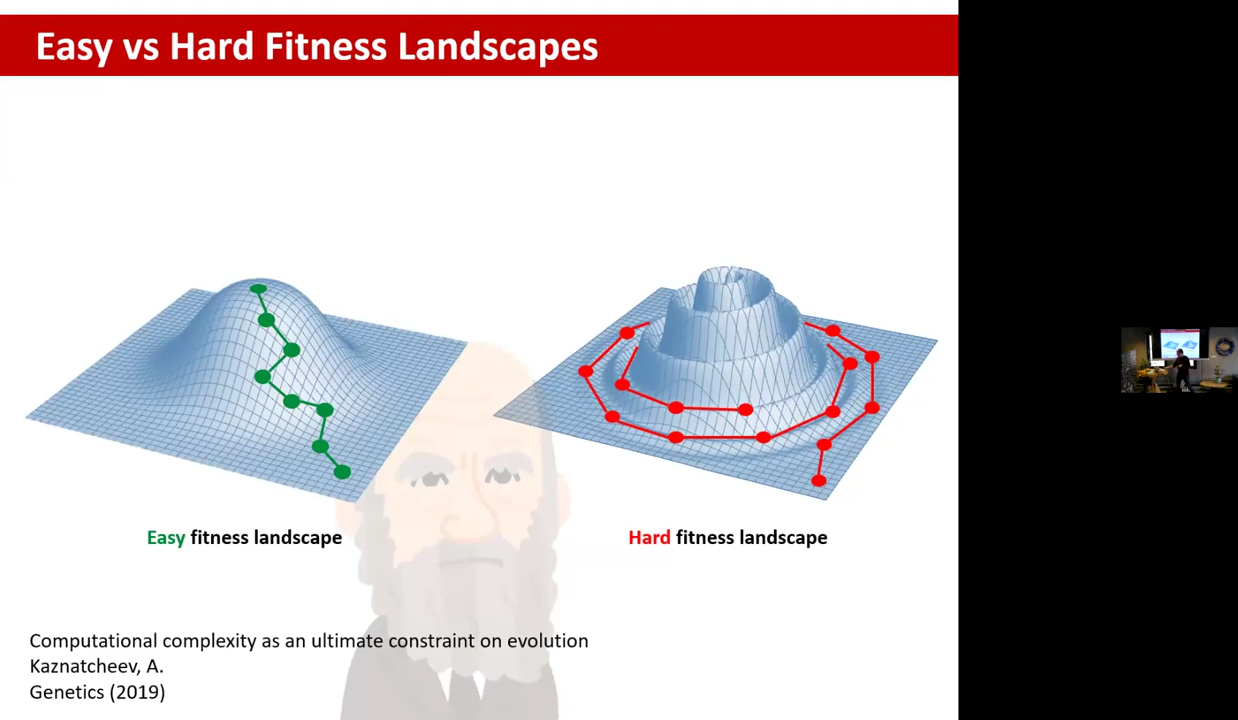 Easy vs Hard Fitness Landscapes
Easy fitness landscape
Hard fitness landscape
Computational complexity as an ultimate constraint on evolution
Kaznatcheev, A.
Genetics (2019)